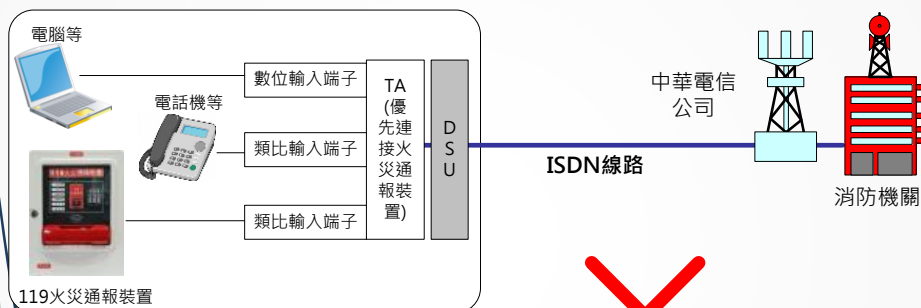 電腦等
電話機等
119火災通報裝置
數位輸入端子
類比輸入端子
類比輸入端子
TA
(優
先連
接火
災通
報裝
置)
D
S
U
ISDN線路
中華電信
公司
消防機關